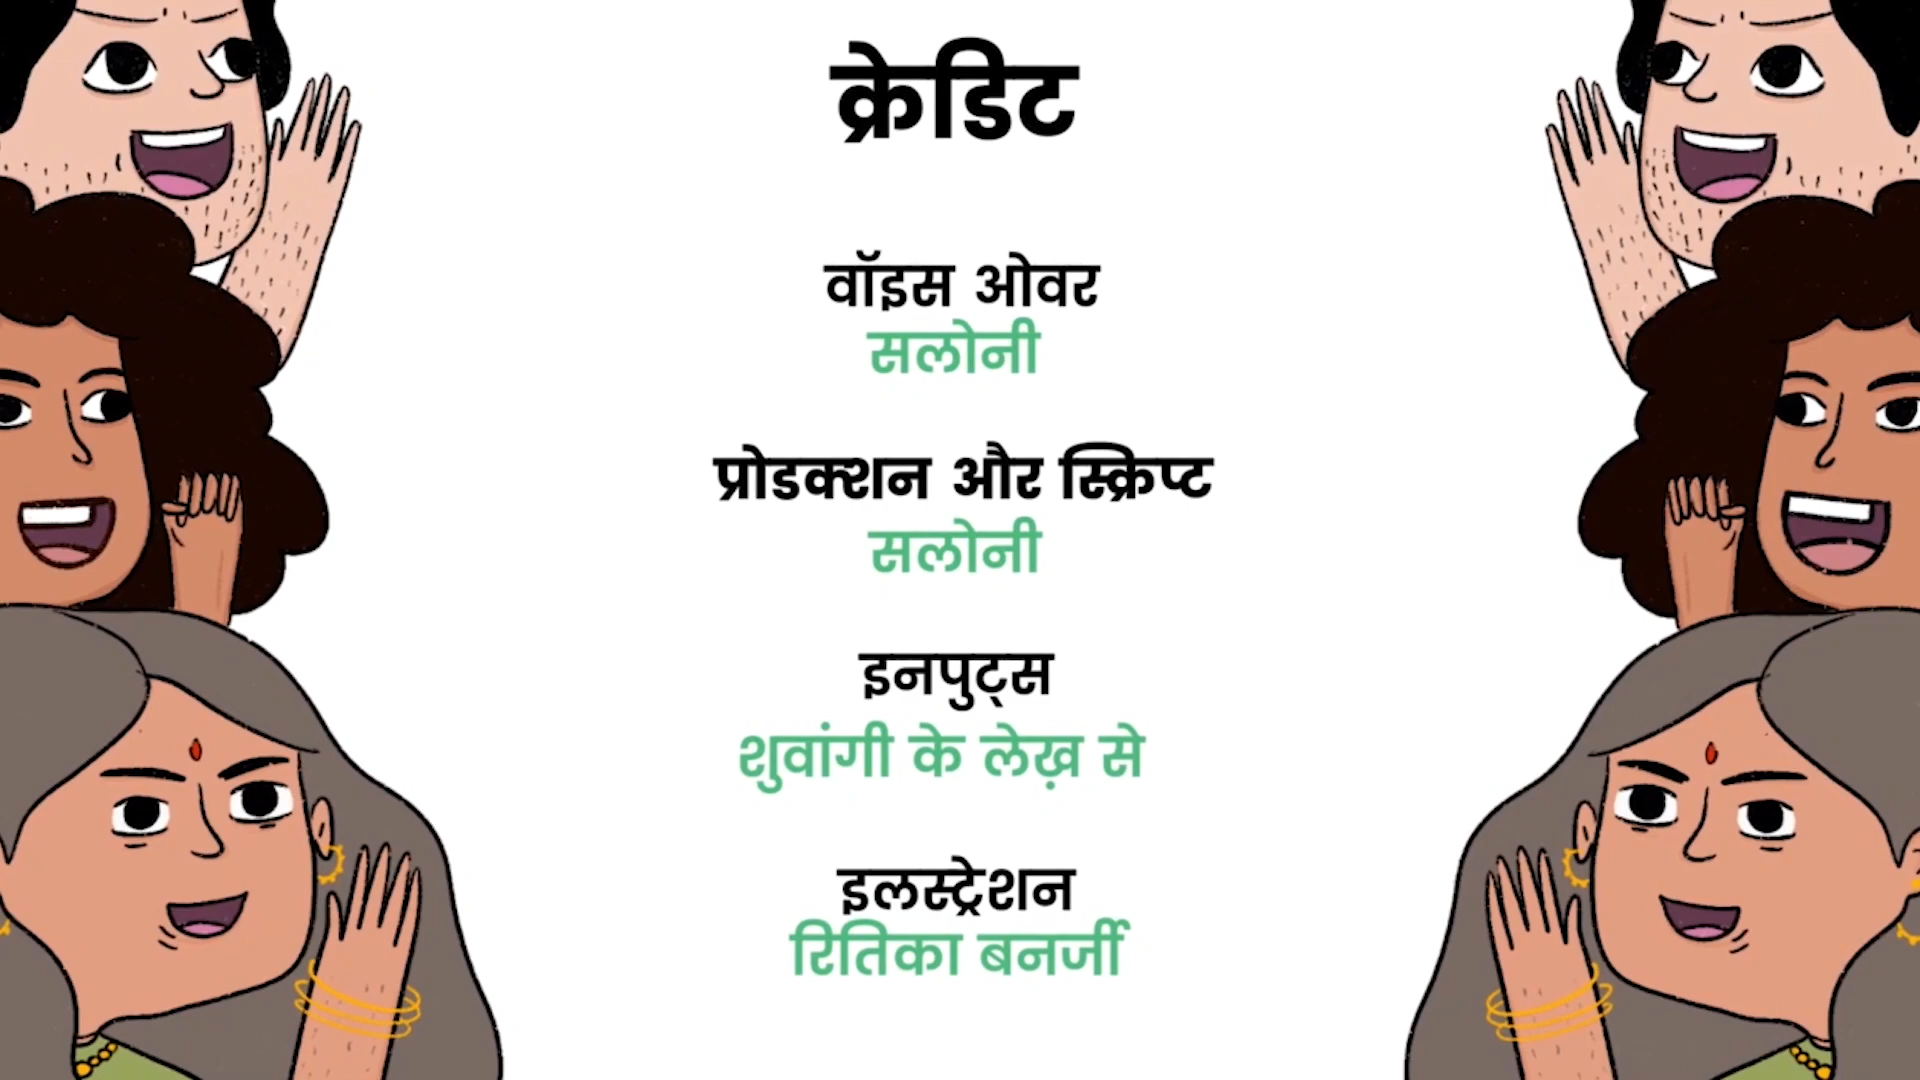 क्रेडिट
वॉइस ओवर
सलोनी
प्रोडक्शन और स्क्रिप्ट
सलोनी
इनपुट्स
शुवांगी के लेख़ से
इलस्ट्रेशन
रितिका बनर्जी